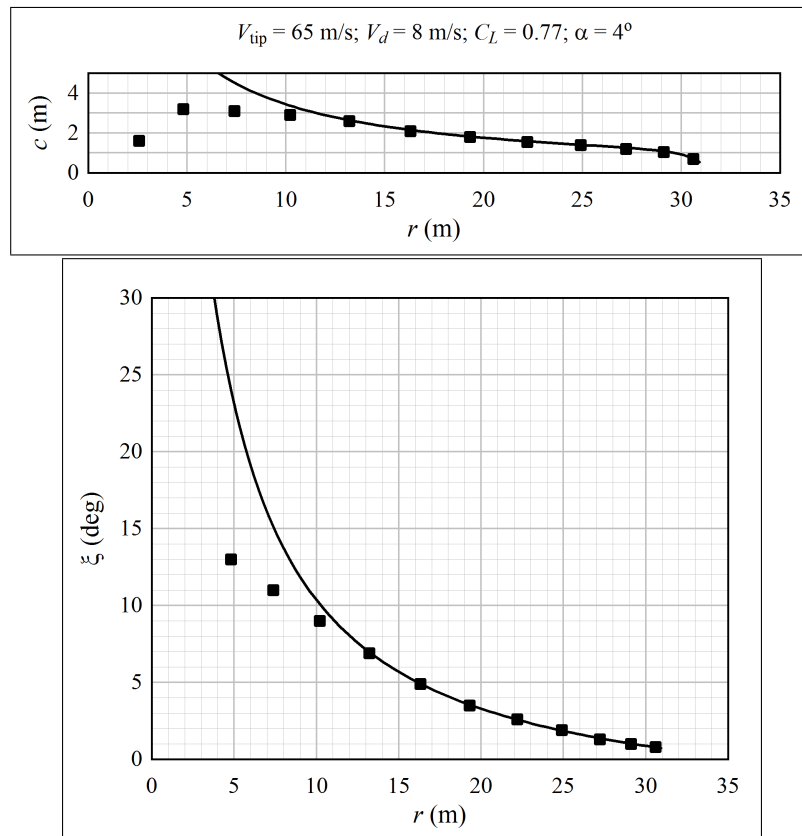 V_tip = 65 m/s; V_d = 8 m/s; C_L = 0.77; α = 4º
c (m)
4
2
0
0 5 10 15 20 25 30 35
r (m)
ξ (deg)
30
25
20
15
10
5
0
0 5 10 15 20 25 30 35
r (m)